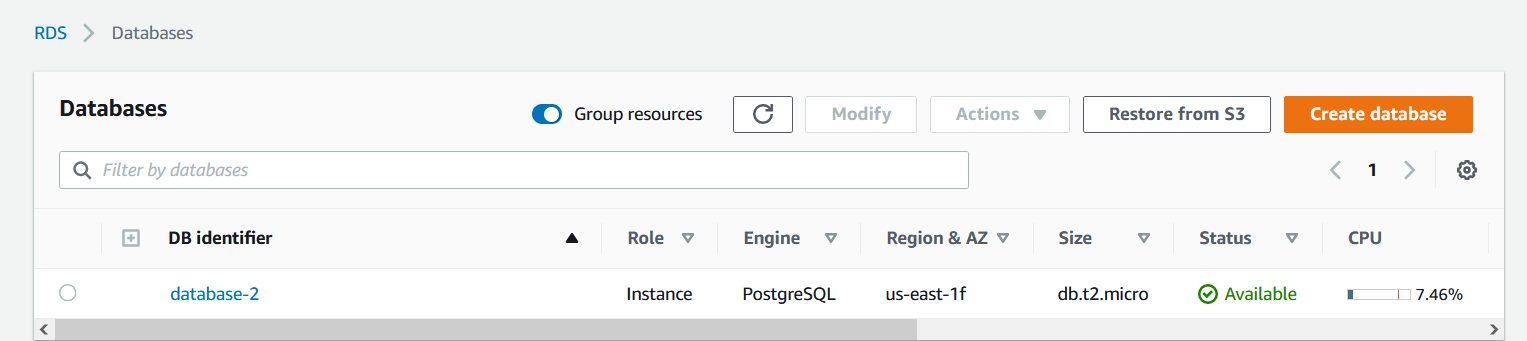 RDS Databases
Databases
Group resources Modify Actions Restore from S3 Create database
Filter by databases 1
DB identifier Role Engine Region & AZ Size Status CPU
database-2 Instance PostgreSQL us-east-1f db.t2.micro Available 7.46%